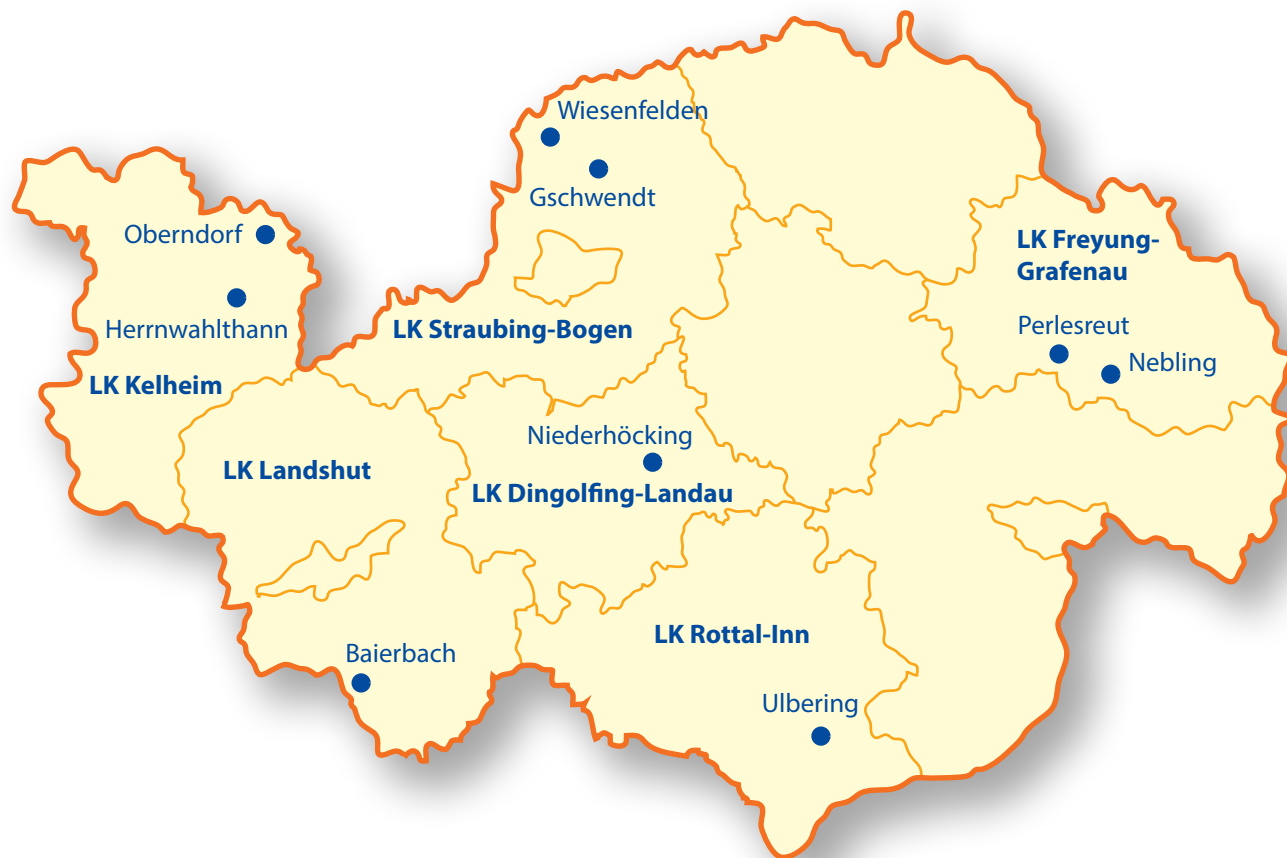 Wiesenfelden
Gschwendt
Oberndorf
LK Freyung-
Grafenau
Herrnwahlthann
LK Straubing-Bogen
Perlesreut
Nebling
LK Kelheim
Niederhöcking
LK Landshut
LK Dingolfing-Landau
LK Rottal-Inn
Baierbach
Ulbering